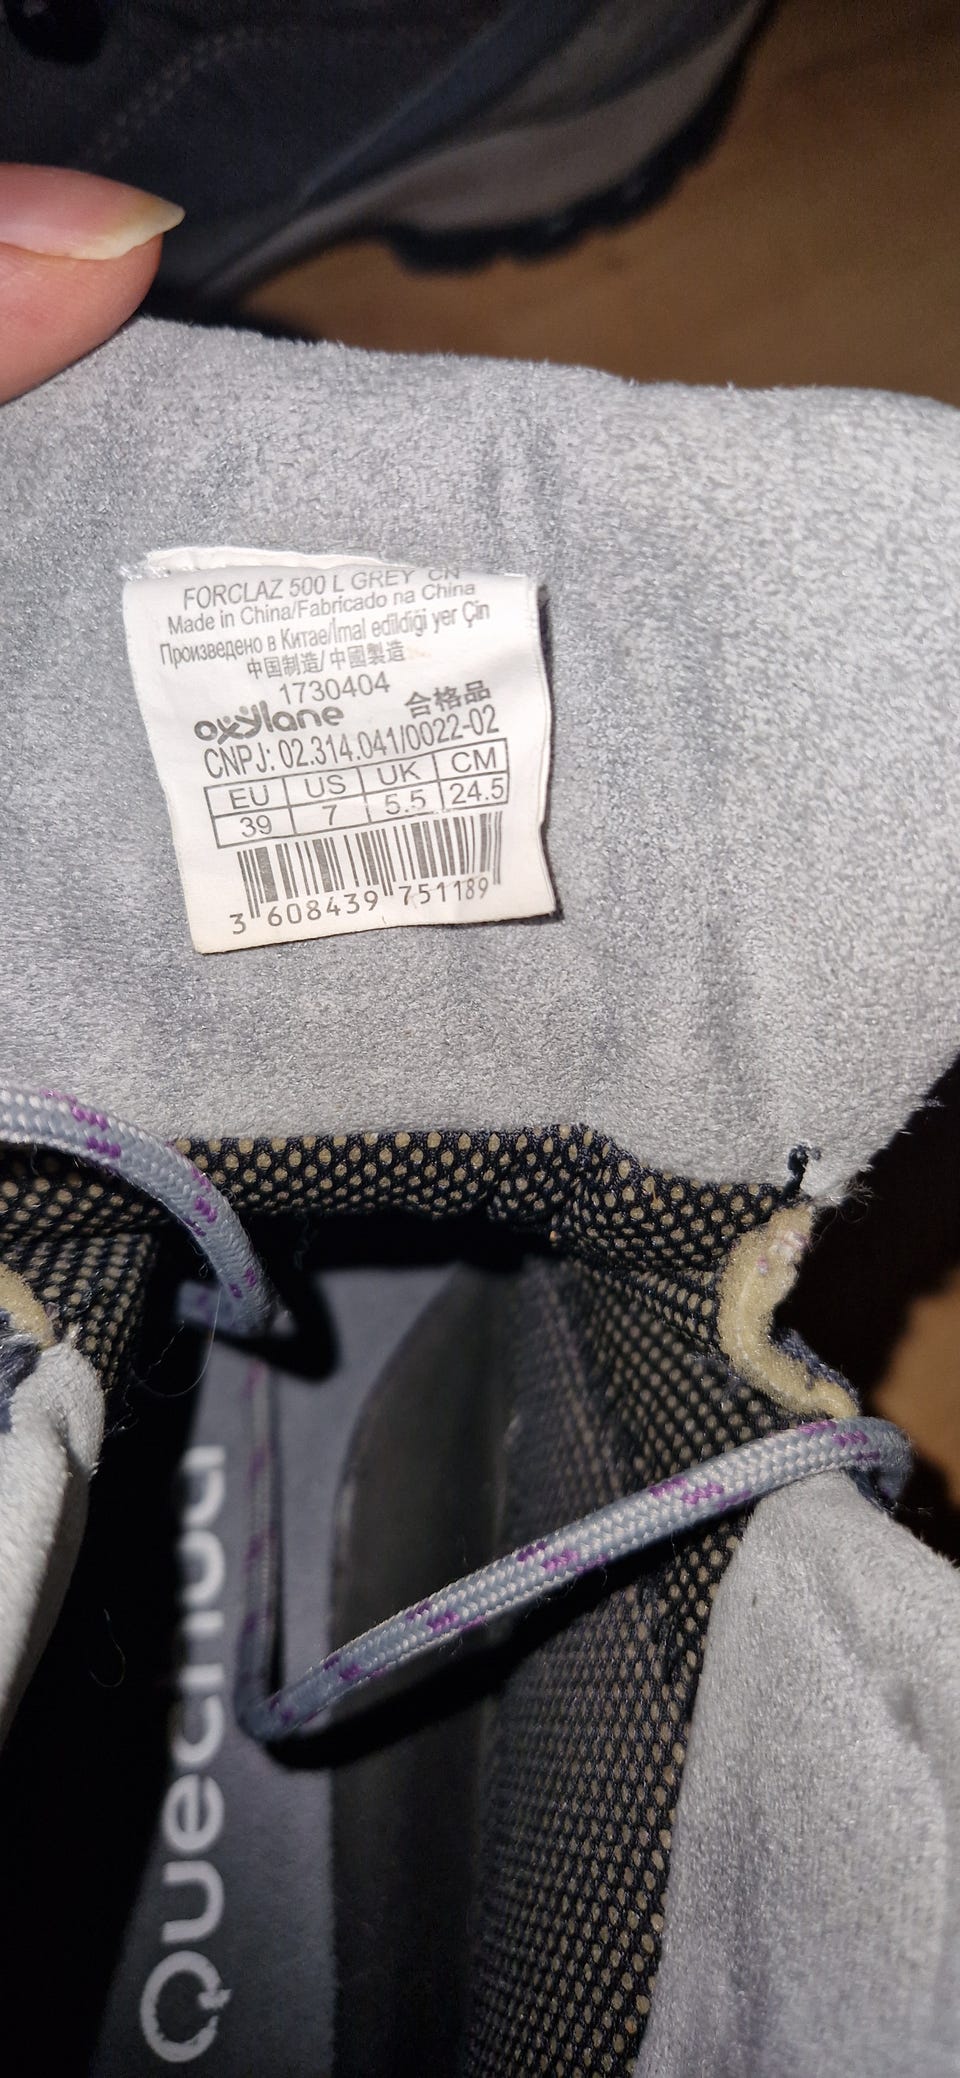 FORCLAZ 500 L GREY CN
Made in China/Fabricado na China
Произведено в Китае/İmal edildiği yer Çin
中国制造/中國製造
1730404
oxylane 合格品
CNPJ: 02.314.041/0022-02
EU US UK CM
39 7 5.5 24.5
3 608439 751189
Quechua